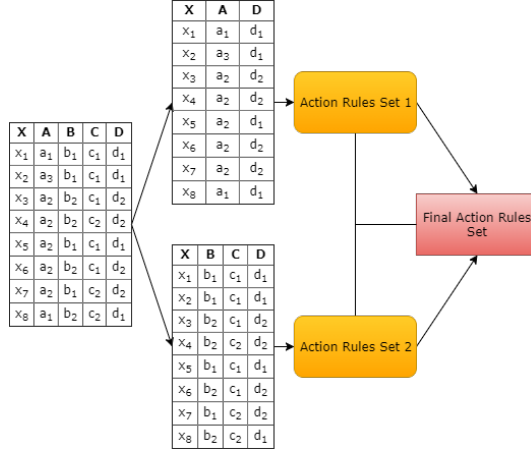 X A B C D
x₁ a₁ b₁ c₁ d₁
x₂ a₃ b₁ c₁ d₁
x₃ a₂ b₂ c₁ d₂
x₄ a₂ b₂ c₂ d₂
x₅ a₂ b₁ c₁ d₁
x₆ a₂ b₂ c₁ d₂
x₇ a₂ b₁ c₂ d₂
x₈ a₁ b₂ c₂ d₁
X A D
x₁ a₁ d₁
x₂ a₃ d₁
x₃ a₂ d₂
x₄ a₂ d₂
x₅ a₂ d₁
x₆ a₂ d₂
x₇ a₂ d₂
x₈ a₁ d₁
X B C D
x₁ b₁ c₁ d₁
x₂ b₁ c₁ d₁
x₃ b₂ c₁ d₂
x₄ b₂ c₂ d₂
x₅ b₁ c₁ d₁
x₆ b₂ c₁ d₂
x₇ b₁ c₂ d₂
x₈ b₂ c₂ d₁
Action Rules Set 1
Action Rules Set 2
Final Action Rules
Set